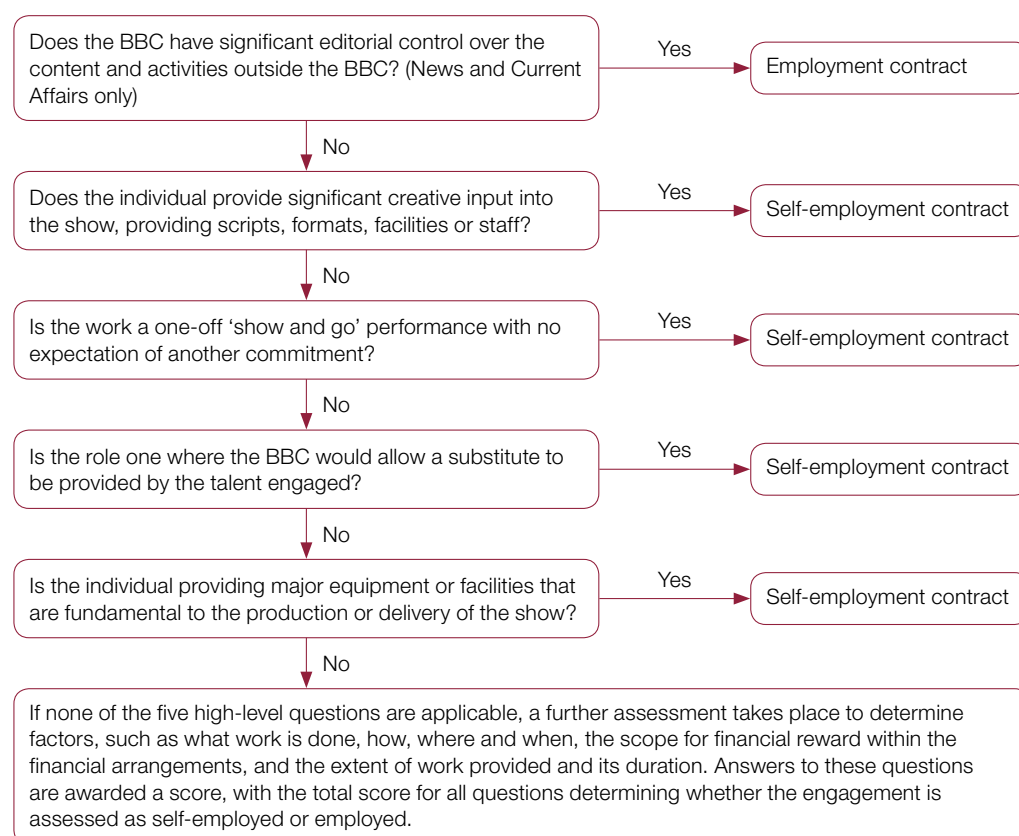 Does the BBC have significant editorial control over the
content and activities outside the BBC? (News and Current
Affairs only)
Yes
Employment contract
No
Does the individual provide significant creative input into
the show, providing scripts, formats, facilities or staff?
Yes
Self-employment contract
No
Is the work a one-off ‘show and go’ performance with no
expectation of another commitment?
Yes
Self-employment contract
No
Is the role one where the BBC would allow a substitute to
be provided by the talent engaged?
Yes
Self-employment contract
No
Is the individual providing major equipment or facilities that
are fundamental to the production or delivery of the show?
Yes
Self-employment contract
No
If none of the five high-level questions are applicable, a further assessment takes place to determine
factors, such as what work is done, how, where and when, the scope for financial reward within the
financial arrangements, and the extent of work provided and its duration. Answers to these questions
are awarded a score, with the total score for all questions determining whether the engagement is
assessed as self-employed or employed.